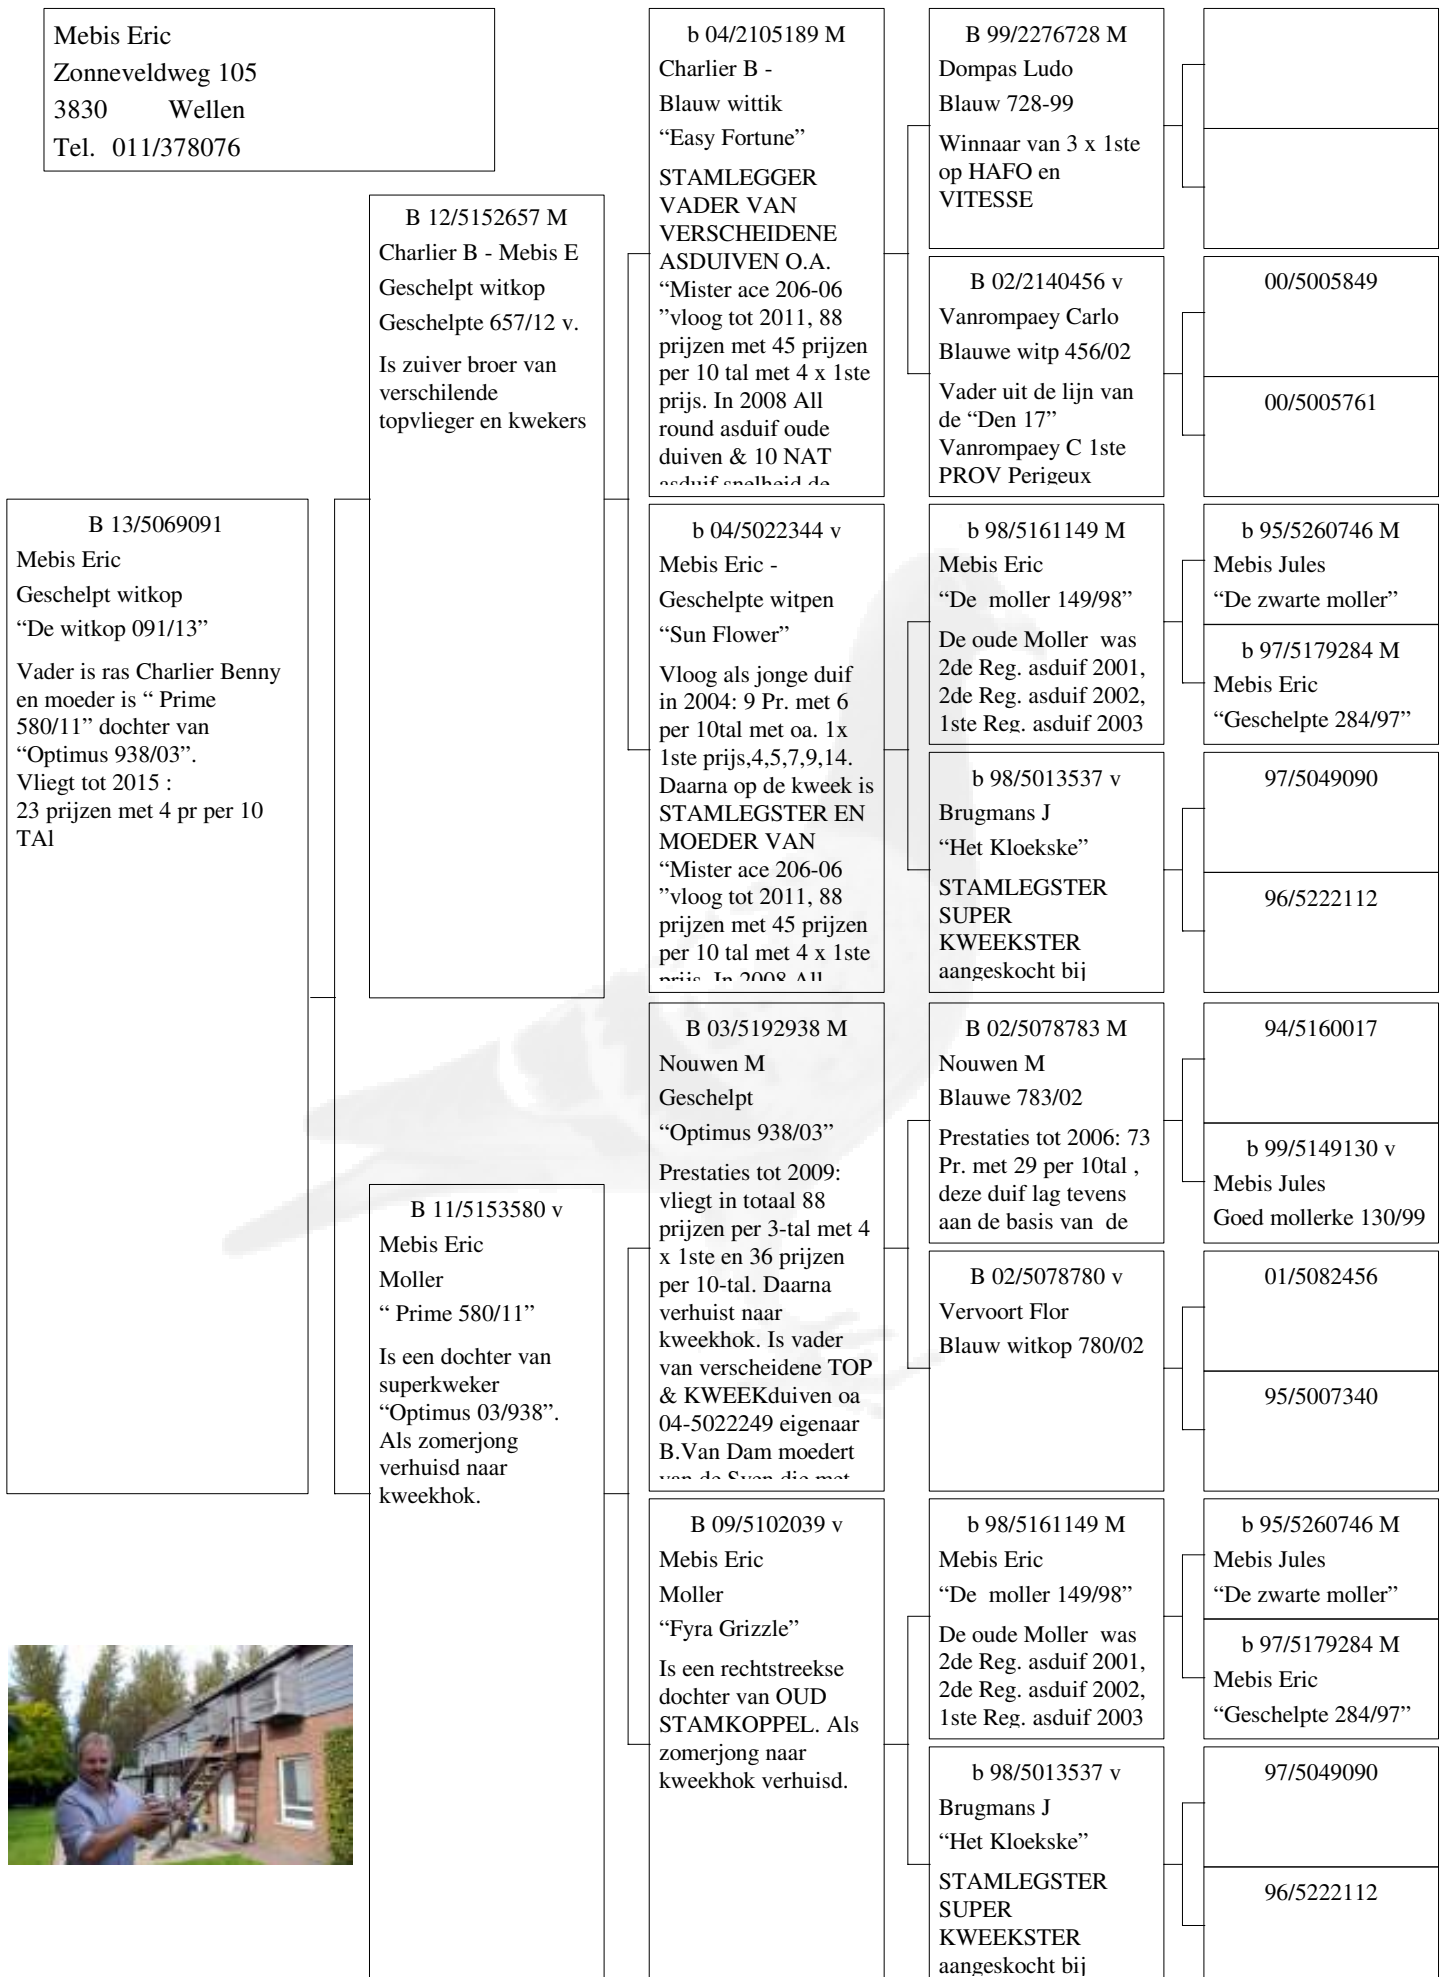 Mebis Eric
Zonneveldweg 105
3830 Wellen
Tel. 011/378076
B 13/5069091
Mebis Eric
Geschelpt witkop
“De witkop 091/13”
Vader is ras Charlier Benny
en moeder is “ Prime
580/11” dochter van
“Optimus 938/03”.
Vliegt tot 2015 :
23 prijzen met 4 pr per 10
TAl
B 12/5152657 M
Charlier B - Mebis E
Geschelpt witkop
Geschelpte 657/12 v.
Is zuiver broer van
verschilende
topvlieger en kwekers
B 11/5153580 v
Mebis Eric
Moller
“ Prime 580/11”
Is een dochter van
superkweker
“Optimus 03/938”.
Als zomerjong
verhuisd naar
kweekhok.
b 04/2105189 M
Charlier B -
Blauw wittik
“Easy Fortune”
STAMLEGGER
VADER VAN
VERSCHEIDENE
ASDUIVEN O.A.
“Mister ace 206-06
”vloog tot 2011, 88
prijzen met 45 prijzen
per 10 tal met 4 x 1ste
prijs. In 2008 All
round asduif oude
duiven & 10 NAT
asduif snelheid de
b 04/5022344 v
Mebis Eric -
Geschelpte witpen
“Sun Flower”
Vloog als jonge duif
in 2004: 9 Pr. met 6
per 10tal met oa. 1x
1ste prijs,4,5,7,9,14.
Daarna op de kweek is
STAMLEGSTER EN
MOEDER VAN
“Mister ace 206-06
”vloog tot 2011, 88
prijzen met 45 prijzen
per 10 tal met 4 x 1ste
prijs. In 2008 All
B 03/5192938 M
Nouwen M
Geschelpt
“Optimus 938/03”
Prestaties tot 2009:
vliegt in totaal 88
prijzen per 3-tal met 4
x 1ste en 36 prijzen
per 10-tal. Daarna
verhuist naar
kweekhok. Is vader
van verscheidene TOP
& KWEEKduiven oa
04-5022249 eigenaar
B.Van Dam moedert
van de Sven die met
B 09/5102039 v
Mebis Eric
Moller
“Fyra Grizzle”
Is een rechtstreekse
dochter van OUD
STAMKOPPEL. Als
zomerjong naar
kweekhok verhuisd.
B 99/2276728 M
Dompas Ludo
Blauw 728-99
Winnaar van 3 x 1ste
op HAFO en
VITESSE
B 02/2140456 v
Vanrompaey Carlo
Blauwe witp 456/02
Vader uit de lijn van
de “Den 17”
Vanrompaey C 1ste
PROV Perigeux
b 98/5161149 M
Mebis Eric
“De moller 149/98”
De oude Moller was
2de Reg. asduif 2001,
2de Reg. asduif 2002,
1ste Reg. asduif 2003
b 98/5013537 v
Brugmans J
“Het Kloekske”
STAMLEGSTER
SUPER
KWEEKSTER
aangeskocht bij
B 02/5078783 M
Nouwen M
Blauwe 783/02
Prestaties tot 2006: 73
Pr. met 29 per 10tal ,
deze duif lag tevens
aan de basis van de
B 02/5078780 v
Vervoort Flor
Blauw witkop 780/02
b 98/5161149 M
Mebis Eric
“De moller 149/98”
De oude Moller was
2de Reg. asduif 2001,
2de Reg. asduif 2002,
1ste Reg. asduif 2003
b 98/5013537 v
Brugmans J
“Het Kloekske”
STAMLEGSTER
SUPER
KWEEKSTER
aangeskocht bij
00/5005849
00/5005761
b 95/5260746 M
Mebis Jules
“De zwarte moller”
b 97/5179284 M
Mebis Eric
“Geschelpte 284/97”
97/5049090
96/5222112
94/5160017
b 99/5149130 v
Mebis Jules
Goed mollerke 130/99
01/5082456
95/5007340
b 95/5260746 M
Mebis Jules
“De zwarte moller”
b 97/5179284 M
Mebis Eric
“Geschelpte 284/97”
97/5049090
96/5222112